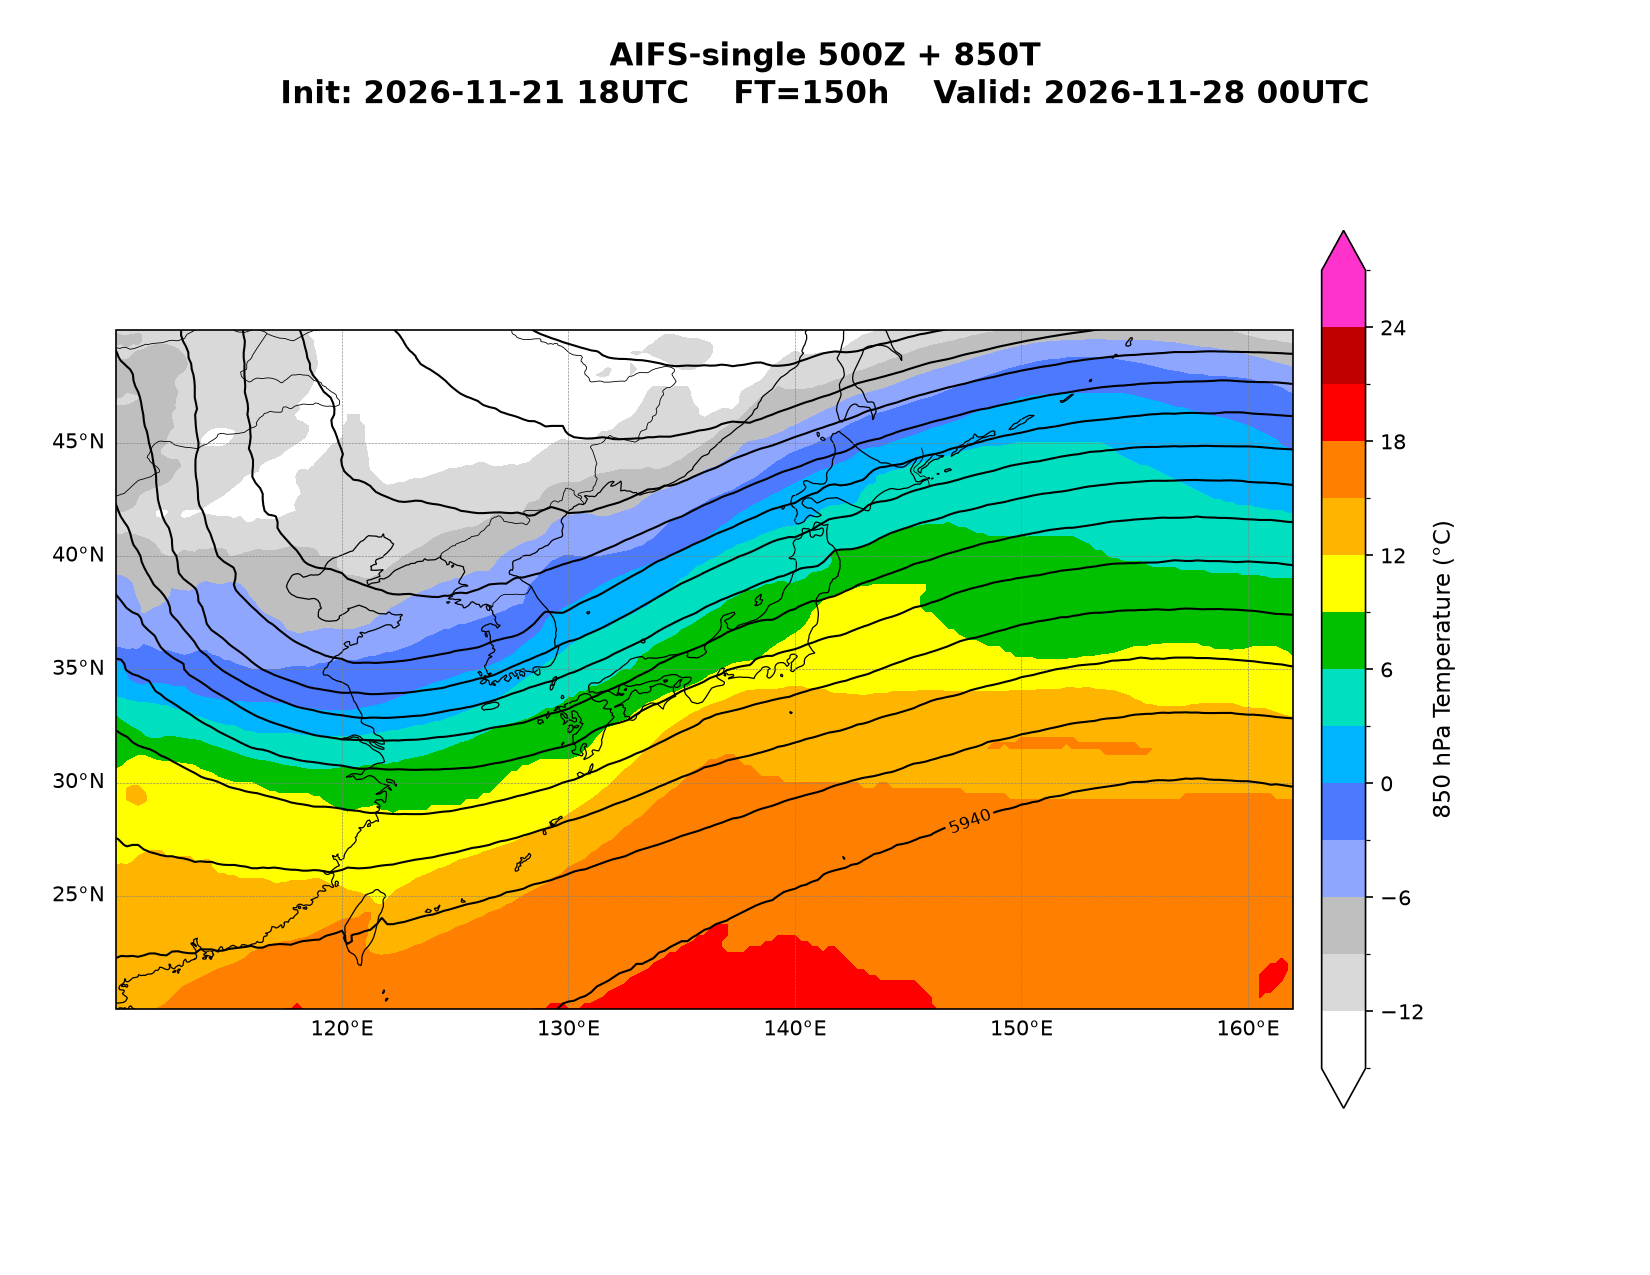 AIFS-single 500Z + 850T
Init: 2026-11-21 18UTC FT=150h Valid: 2026-11-28 00UTC
24
18
12
6
0
−6
−12
850 hPa Temperature (°C)
45°N
40°N
35°N
30°N
25°N
5940
120°E
130°E
140°E
150°E
160°E